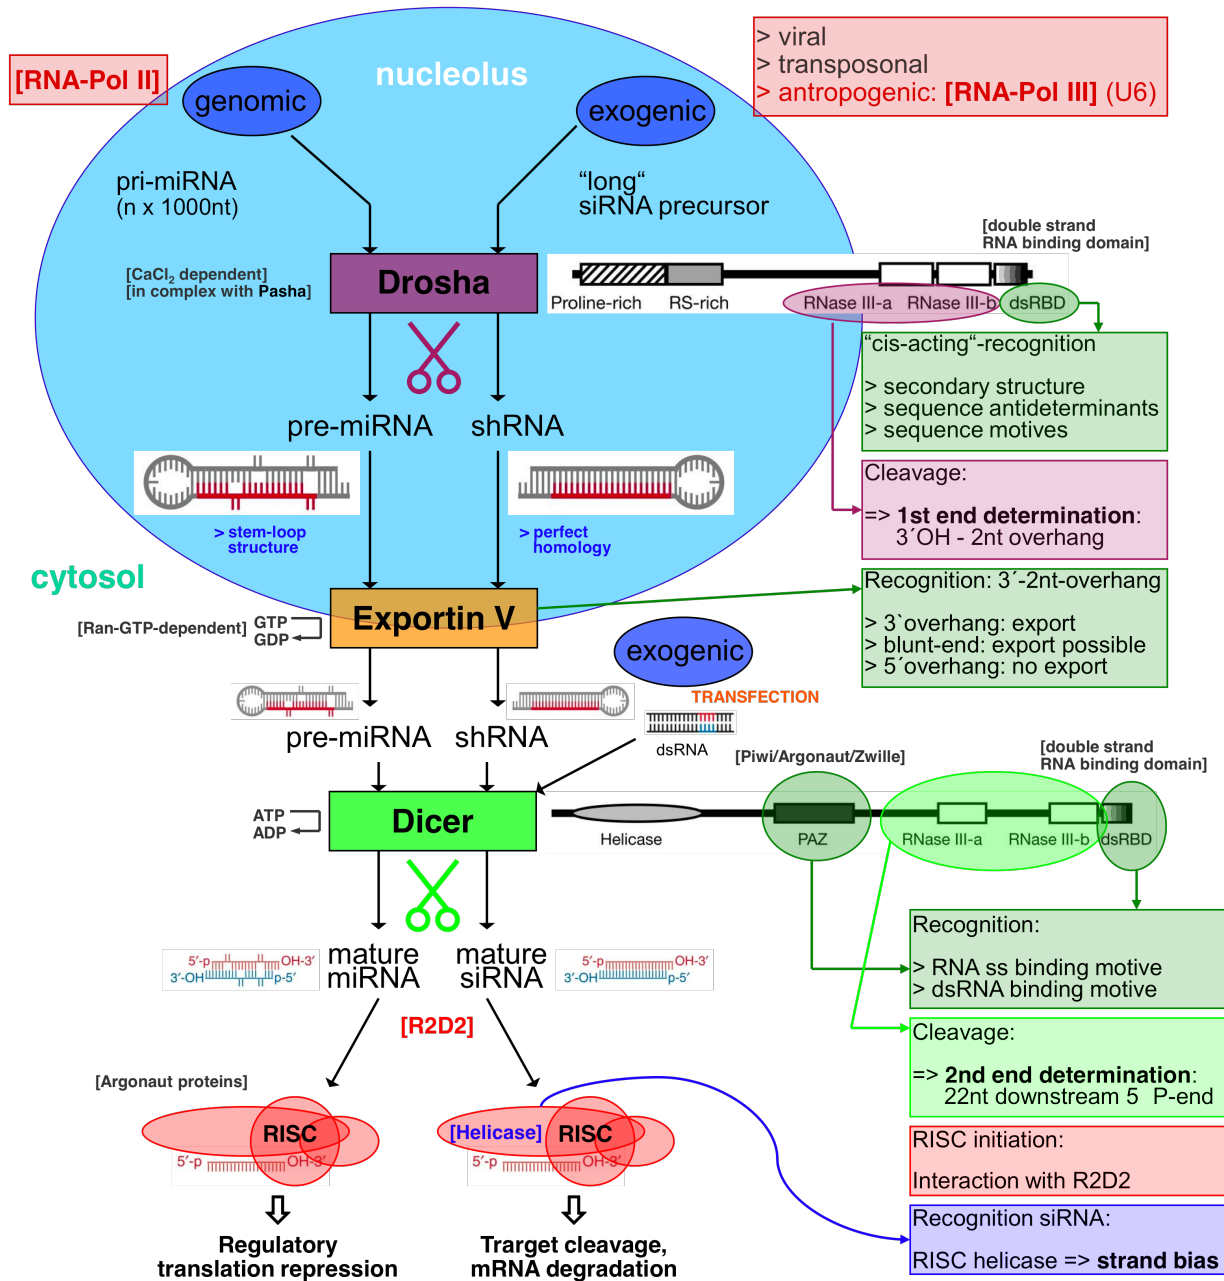 [RNA-Pol II]
nucleolus
genomic
exogenic
> viral
> transposonal
> antropogenic: [RNA-Pol III] (U6)
pri-miRNA
(n x 1000nt)
“long“
siRNA precursor
[CaCl2 dependent]
[in complex with Pasha]
Drosha
[double strand
RNA binding domain]
Proline-rich
RS-rich
RNase III-a
RNase III-b
dsRBD
“cis-acting“-recognition
> secondary structure
> sequence antideterminants
> sequence motives
pre-miRNA
shRNA
> stem-loop
structure
> perfect
homology
Cleavage:
=> 1st end determination:
3´OH - 2nt overhang
cytosol
Exportin V
[Ran-GTP-dependent]
GTP
GDP
Recognition: 3´-2nt-overhang
> 3`overhang: export
> blunt-end: export possible
> 5´overhang: no export
exogenic
TRANSFECTION
dsRNA
pre-miRNA
shRNA
[Piwi/Argonaut/Zwille]
[double strand
RNA binding domain]
ATP
ADP
Dicer
Helicase
PAZ
RNase III-a
RNase III-b
dsRBD
mature
miRNA
mature
siRNA
5′-p
OH-3′
3′-OH
p-5′
5′-p
OH-3′
3′-OH
p-5′
Recognition:
> RNA ss binding motive
> dsRNA binding motive
[R2D2]
Cleavage:
=> 2nd end determination:
22nt downstream 5 P-end
[Argonaut proteins]
RISC
5′-p
OH-3′
[Helicase]
RISC
5′-p
OH-3′
RISC initiation:
Interaction with R2D2
Recognition siRNA:
RISC helicase => strand bias
Regulatory
translation repression
Trarget cleavage,
mRNA degradation